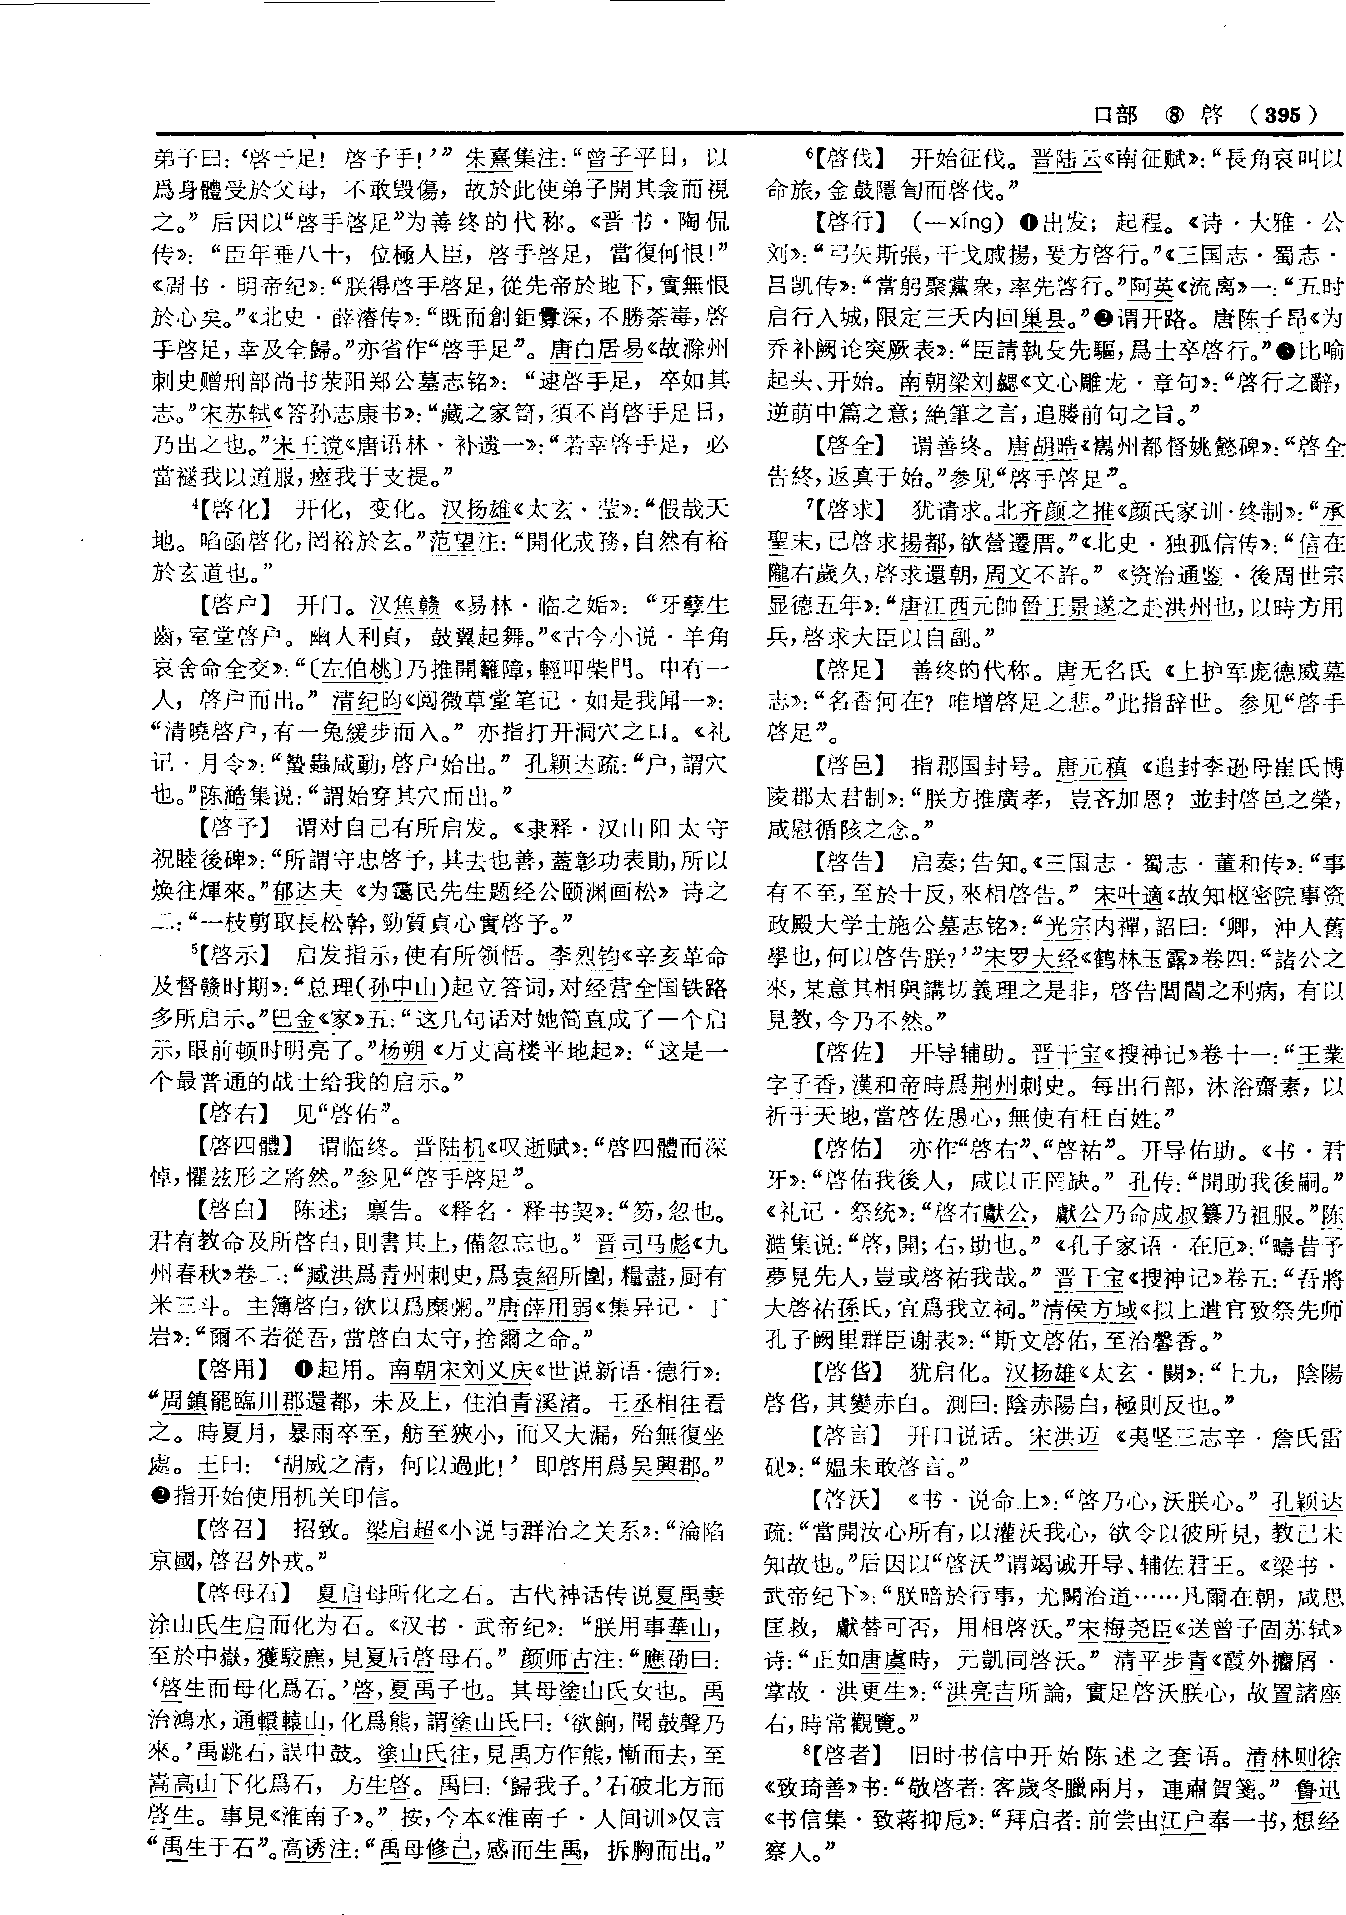 口部 ⑧ 啓 （395）
弟子曰：‘啓予足！啓予手！’”朱熹集注：“曾子平日，以
爲身體受於父母，不敢毁傷，故於此使弟子開其衾而視
之。”后因以“啓手啓足”为善终的代称。《晋书·陶侃
传》：“臣年垂八十，位極人臣，啓手啓足，當復何恨！”
《周书·明帝纪》：“朕得啓手啓足，從先帝於地下，實無恨
於心矣。”《北史·薛濬传》：“既而創鉅釁深，不勝荼毒，啓
手啓足，幸及全歸。”亦省作“啓手足”。唐白居易《故滁州
刺史赠刑部尚书荥阳郑公墓志铭》：“逮啓手足，卒如其
志。”宋苏轼《答孙志康书》：“藏之家笥，須不肖啓手足日，
乃出之也。”宋王谠《唐语林·补遗一》：“若幸啓手足，必
當襚我以道服，瘞我于支提。”
⁴【啓化】 开化，变化。汉扬雄《太玄·莹》：“假哉天
地。啗函啓化，罔裕於玄。”范望注：“開化成務，自然有裕
於玄道也。”
【啓户】 开门。汉焦赣《易林·临之姤》：“牙孽生
齒，室堂啓户。幽人利貞，鼓翼起舞。”《古今小说·羊角
哀舍命全交》：“〔左伯桃〕乃推開籬障，輕叩柴門。中有一
人，啓户而出。”清纪昀《阅微草堂笔记·如是我闻一》：
“清曉啓户，有一兔緩步而入。”亦指打开洞穴之口。《礼
记·月令》：“蟄蟲咸動，啓户始出。”孔颖达疏：“户，謂穴
也。”陈澔集说：“謂始穿其穴而出。”
【啓予】 谓对自己有所启发。《隶释·汉山阳太守
祝睦後碑》：“所謂守忠啓予，其去也善，蓋彰功表勛，所以
焕往煇來。”郁达夫《为霭民先生题经公颐渊画松》诗之
二：“一枝剪取長松幹，勁質貞心實啓予。”
⁵【啓示】 启发指示，使有所领悟。李烈钧《辛亥革命
及督赣时期》：“总理（孙中山）起立答词，对经营全国铁路
多所启示。”巴金《家》五：“这几句话对她简直成了一个启
示，眼前顿时明亮了。”杨朔《万丈高楼平地起》：“这是一
个最普通的战士给我的启示。”
【啓右】 见“啓佑”。
【啓四體】 谓临终。晋陆机《叹逝赋》：“啓四體而深
悼，懼兹形之將然。”参见“啓手啓足”。
【啓白】 陈述；禀告。《释名·释书契》：“笏，忽也。
君有教命及所啓白，則書其上，備忽忘也。”晋司马彪《九
州春秋》卷二：“臧洪爲青州刺史，爲袁紹所圍，糧盡，厨有
米三斗。主簿啓白，欲以爲糜粥。”唐薛用弱《集异记·丁
岩》：“爾不若從吾，當啓白太守，捨爾之命。”
【啓用】 ❶起用。南朝宋刘义庆《世说新语·德行》：
“周鎮罷臨川郡還都，未及上，住泊青溪渚。王丞相往看
之。時夏月，暴雨卒至，舫至狹小，而又大漏，殆無復坐
處。王曰：‘胡威之清，何以過此！’即啓用爲吳興郡。”
❷指开始使用机关印信。
【啓召】 招致。梁启超《小说与群治之关系》：“淪陷
京國，啓召外戎。”
【啓母石】 夏启母所化之石。古代神话传说夏禹妻
涂山氏生启而化为石。《汉书·武帝纪》：“朕用事華山，
至於中嶽，獲駮麃，見夏后啓母石。”颜师古注：“應劭曰：
‘啓生而母化爲石。’啓，夏禹子也。其母塗山氏女也。禹
治鴻水，通轘轅山，化爲熊，謂塗山氏曰：‘欲餉，聞鼓聲乃
來。’禹跳石，誤中鼓。塗山氏往，見禹方作熊，慚而去，至
嵩高山下化爲石，方生啓。禹曰：‘歸我子。’石破北方而
啓生。事見《淮南子》。”按，今本《淮南子·人间训》仅言
“禹生于石”。高诱注：“禹母修己，感而生禹，拆胸而出。”
⁶【啓伐】 开始征伐。晋陆云《南征赋》：“長角哀叫以
命旅，金鼓隱訇而啓伐。”
【啓行】 （—xíng） ❶出发；起程。《诗·大雅·公
刘》：“弓矢斯張，干戈戚揚，爰方啓行。”《三国志·蜀志·
吕凯传》：“當躬聚黨衆，率先啓行。”阿英《流离》一：“五时
启行入城，限定三天内回巢县。”❷谓开路。唐陈子昂《为
乔补阙论突厥表》：“臣請執殳先驅，爲士卒啓行。”❸比喻
起头、开始。南朝梁刘勰《文心雕龙·章句》：“啓行之辭，
逆萌中篇之意；絶筆之言，追媵前句之旨。”
【啓全】 谓善终。唐胡皓《嶲州都督姚懿碑》：“啓全
告終，返真于始。”参见“啓手啓足”。
⁷【啓求】 犹请求。北齐颜之推《颜氏家训·终制》：“承
聖末，已啓求揚都，欲營遷厝。”《北史·独孤信传》：“信在
隴右歲久，啓求還朝，周文不許。”《资治通鉴·後周世宗
显德五年》：“唐江西元帥晋王景遂之赴洪州也，以時方用
兵，啓求大臣以自副。”
【啓足】 善终的代称。唐无名氏《上护军庞德威墓
志》：“名香何在？唯增啓足之悲。”此指辞世。参见“啓手
啓足”。
【啓邑】 指郡国封号。唐元稹《追封李逊母崔氏博
陵郡太君制》：“朕方推廣孝，豈吝加恩？並封啓邑之榮，
咸慰循陔之念。”
【啓告】 启奏；告知。《三国志·蜀志·董和传》：“事
有不至，至於十反，來相啓告。”宋叶適《故知枢密院事资
政殿大学士施公墓志铭》：“光宗内禪，詔曰：‘卿，沖人舊
學也，何以啓告朕？’”宋罗大经《鹤林玉露》卷四：“諸公之
來，某意其相與講切義理之是非，啓告閭閻之利病，有以
見教，今乃不然。”
【啓佐】 开导辅助。晋干宝《搜神记》卷十一：“王業
字子香，漢和帝時爲荆州刺史。每出行部，沐浴齋素，以
祈于天地，當啓佐愚心，無使有枉百姓。”
【啓佑】 亦作“啓右”、“啓祐”。开导佑助。《书·君
牙》：“啓佑我後人，咸以正罔缺。”孔传：“開助我後嗣。”
《礼记·祭统》：“啓右獻公，獻公乃命成叔纂乃祖服。”陈
澔集说：“啓，開；右，助也。”《孔子家语·在厄》：“疇昔予
夢見先人，豈或啓祐我哉。”晋干宝《搜神记》卷五：“吾將
大啓祐孫氏，宜爲我立祠。”清侯方域《拟上遣官致祭先师
孔子阙里群臣谢表》：“斯文啓佑，至治馨香。”
【啓㫮】 犹启化。汉扬雄《太玄·闕》：“上九，陰陽
啓㫮，其變赤白。測曰：陰赤陽白，極則反也。”
【啓言】 开口说话。宋洪迈《夷坚三志辛·詹氏雷
砚》：“媪未敢啓言。”
【啓沃】 《书·说命上》：“啓乃心，沃朕心。”孔颖达
疏：“當開汝心所有，以灌沃我心，欲令以彼所見，教己未
知故也。”后因以“啓沃”谓竭诚开导、辅佐君王。《梁书·
武帝纪下》：“朕暗於行事，尤闕治道……凡爾在朝，咸思
匡救，獻替可否，用相啓沃。”宋梅尧臣《送曾子固苏轼》
诗：“正如唐虞時，元凱同啓沃。”清平步青《霞外攟屑·
掌故·洪更生》：“洪亮吉所論，實足啓沃朕心，故置諸座
右，時常觀覽。”
⁸【啓者】 旧时书信中开始陈述之套语。清林则徐
《致琦善》书：“敬啓者：客歲冬臘兩月，連肅賀箋。”鲁迅
《书信集·致蒋抑卮》：“拜启者：前尝由江户奉一书，想经
察人。”